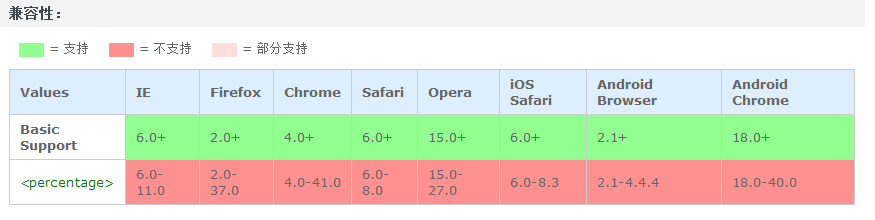 兼容性：
= 支持 = 不支持 = 部分支持
Values IE Firefox Chrome Safari Opera iOS Safari Android Browser Android Chrome
Basic Support 6.0+ 2.0+ 4.0+ 6.0+ 15.0+ 6.0+ 2.1+ 18.0+
<percentage> 6.0-11.0 2.0-37.0 4.0-41.0 6.0-8.0 15.0-27.0 6.0-8.3 2.1-4.4.4 18.0-40.0